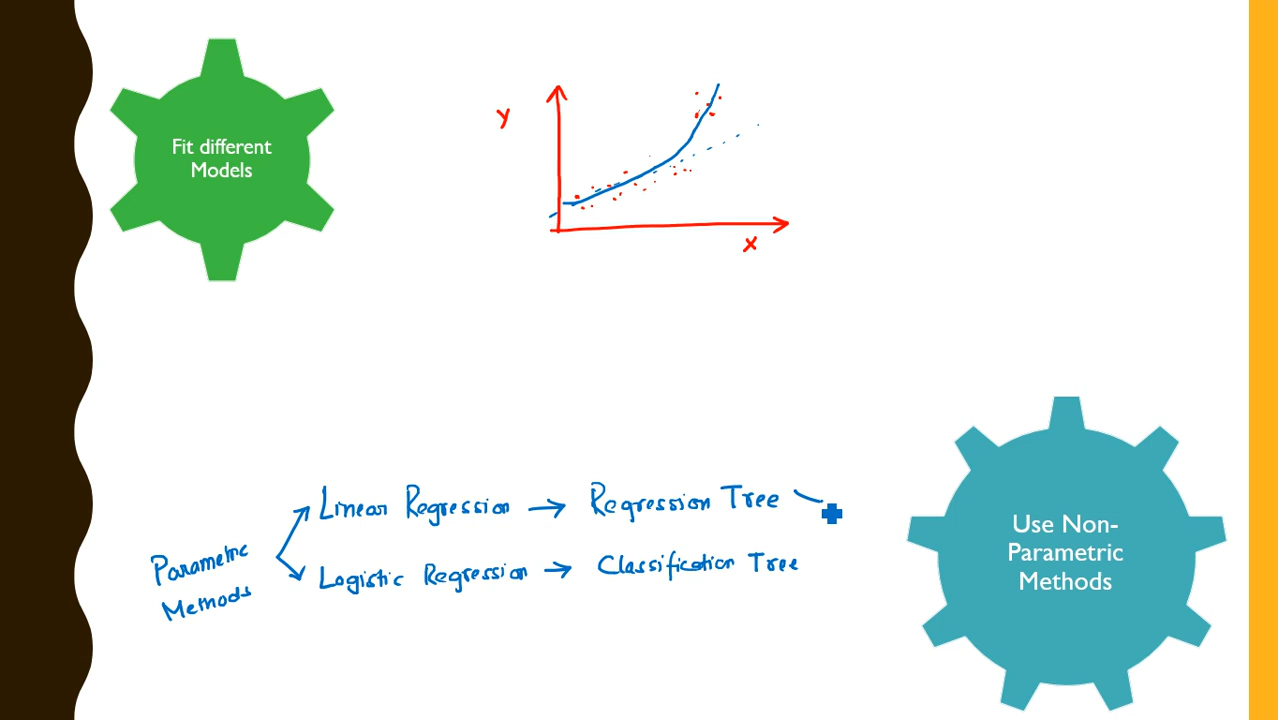 Fit different
Models
Y
X
Linear Regression → Regression Tree
Parametric
Methods
Logistic Regression → Classification Tree
Use Non-
Parametric
Methods